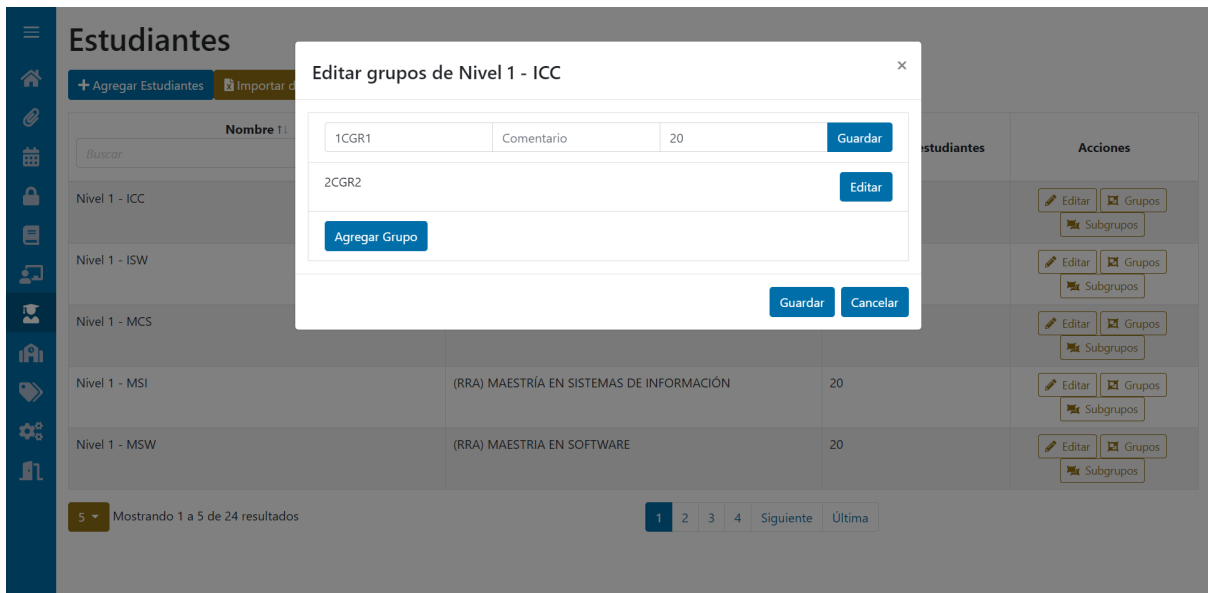 Estudiantes
Agregar Estudiantes
Importar d
Nombre
Buscar
estudiantes
Acciones
Editar grupos de Nivel 1 - ICC
×
1CGR1
Comentario
20
Guardar
2CGR2
Editar
Agregar Grupo
Guardar
Cancelar
Nivel 1 - ICC
Editar
Grupos
Subgrupos
Nivel 1 - ISW
Editar
Grupos
Subgrupos
Nivel 1 - MCS
Editar
Grupos
Subgrupos
Nivel 1 - MSI
(RRA) MAESTRÍA EN SISTEMAS DE INFORMACIÓN
20
Editar
Grupos
Subgrupos
Nivel 1 - MSW
(RRA) MAESTRIA EN SOFTWARE
20
Editar
Grupos
Subgrupos
5
Mostrando 1 a 5 de 24 resultados
1 2 3 4 Siguiente Última